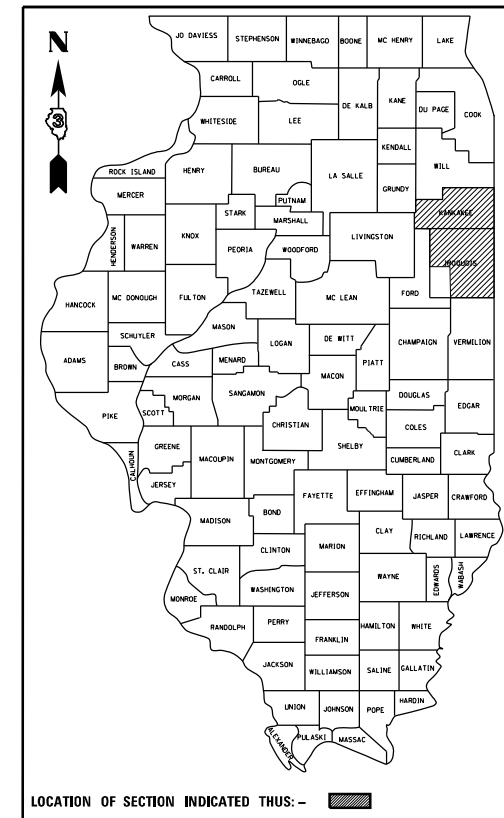 JO DAVIESS STEPHENSON WINNEBAGO BOONE MC HENRY LAKE
N
3
CARROLL OGLE DE KALB KANE DU PAGE COOK
WHITESIDE LEE KENDALL WILL
ROCK ISLAND HENRY BUREAU LA SALLE GRUNDY
MERCER PUTNAM KANKAKEE
HENDERSON WARREN KNOX STARK MARSHALL LIVINGSTON
PEORIA WOODFORD IROQUOIS
HANCOCK MC DONOUGH FULTON TAZEWELL MC LEAN FORD
SCHUYLER MASON
ADAMS BROWN CASS MENARD LOGAN DE WITT PIATT CHAMPAIGN VERMILION
MACON
PIKE SCOTT MORGAN SANGAMON CHRISTIAN MOULTRIE DOUGLAS EDGAR
COLES
CALHOUN GREENE MACOUPIN MONTGOMERY SHELBY CUMBERLAND CLARK
JERSEY FAYETTE EFFINGHAM JASPER CRAWFORD
MADISON BOND CLAY RICHLAND LAWRENCE
CLINTON MARION
ST. CLAIR WAYNE EDWARDS WABASH
MONROE WASHINGTON JEFFERSON
RANDOLPH PERRY HAMILTON WHITE
FRANKLIN
JACKSON WILLIAMSON SALINE GALLATIN
UNION JOHNSON POPE HARDIN
ALEXANDER PULASKI MASSAC
LOCATION OF SECTION INDICATED THUS: -